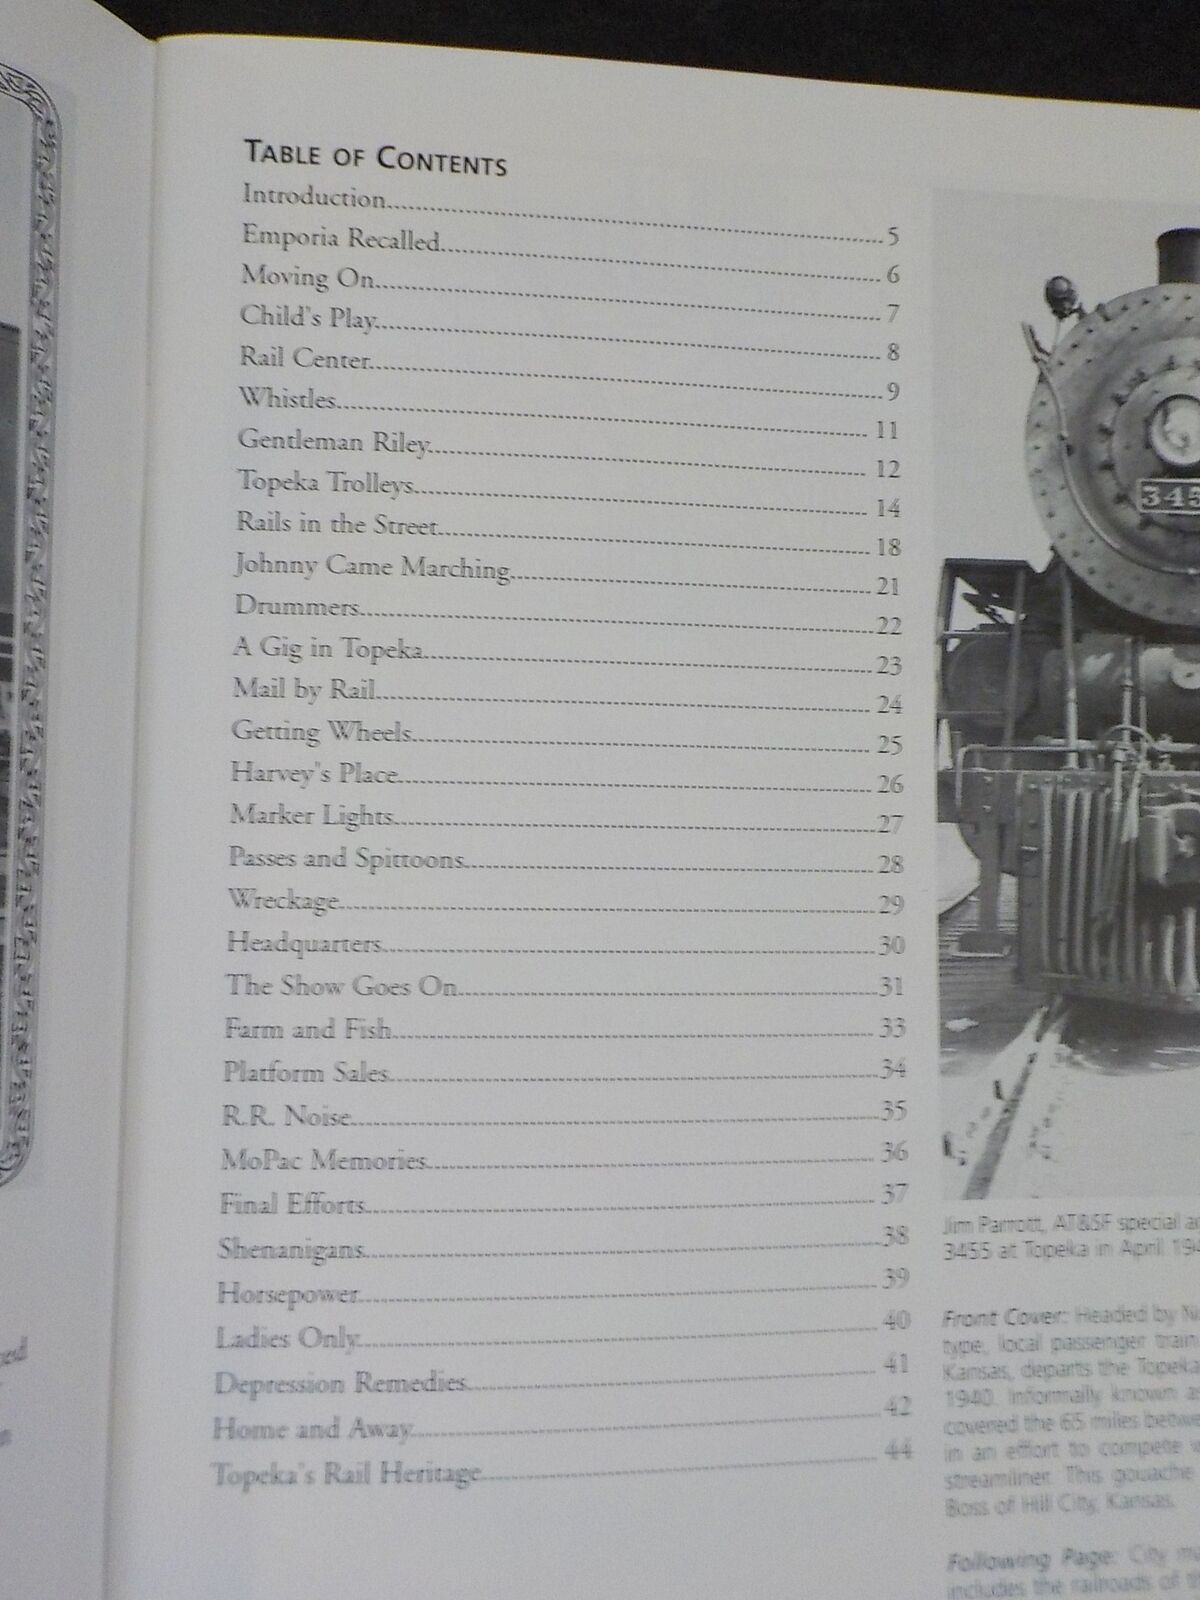 TABLE OF CONTENTS
Introduction 5
Emporia Recalled 6
Moving On 7
Child's Play 8
Rail Center 9
Whistles 11
Gentleman Riley 12
Topeka Trolleys 14
Rails in the Street 18
Johnny Came Marching 21
Drummers 22
A Gig in Topeka 23
Mail by Rail 24
Getting Wheels 25
Harvey's Place 26
Marker Lights 27
Passes and Spittoons 28
Wreckage 29
Headquarters 30
The Show Goes On 31
Farm and Fish 33
Platform Sales 34
R.R. Noise 35
MoPac Memories 36
Final Efforts 37
Shenanigans 38
Horsepower 39
Ladies Only 40
Depression Remedies 41
Home and Away 42
Topeka's Rail Heritage 44
345
Jim Parrott, AT&SF special
3455 at Topeka in April
Front Cover: Headed by
type, local passenger train
Kansas, departs the Topeka
1940. Informally known
covered the 65 miles
in an effort to compete
streamliner. This gouache
Boss of Hill City, Kansas.
Following Page: City
includes the railroads of